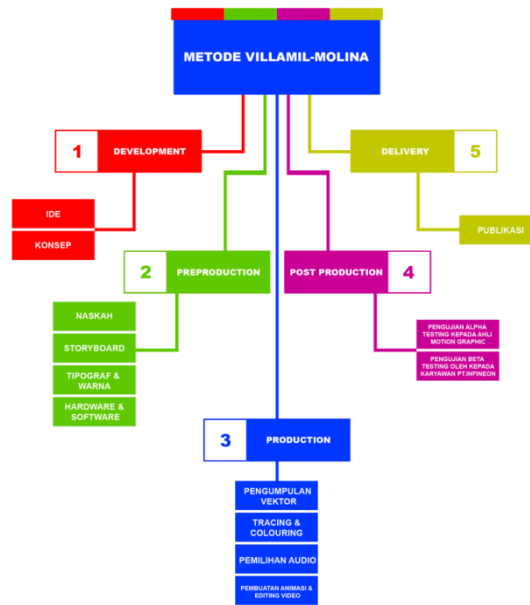 METODE VILLAMIL-MOLINA
1
DEVELOPMENT
IDE
KONSEP
2
PREPRODUCTION
NASKAH
STORYBOARD
TIPOGRAF &
WARNA
HARDWARE &
SOFTWARE
3
PRODUCTION
PENGUMPULAN
VEKTOR
TRACING &
COLOURING
PEMILIHAN AUDIO
PEMBUATAN ANIMASI &
EDITING VIDEO
POST PRODUCTION
4
PENGUJIAN ALPHA
TESTING KEPADA AHLI
MOTION GRAPHIC
PENGUJIAN BETA
TESTING OLEH KEPADA
KARYAWAN PT.INFINEON
DELIVERY
5
PUBLIKASI